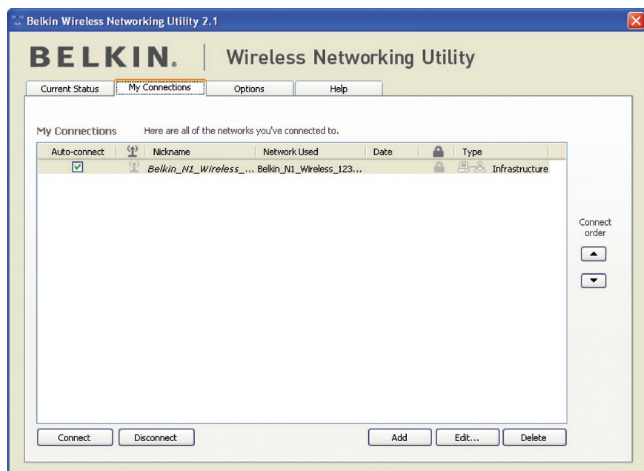 Belkin Wireless Networking Utility 2.1
BELKIN. Wireless Networking Utility
Current Status My Connections Options Help
My Connections Here are all of the networks you've connected to.
Auto-connect Nickname Network Used Date Type
Belkin_N1_Wireless_... Belkin_N1_Wireless_123... Infrastructure
Connect order
Connect Disconnect Add Edit... Delete